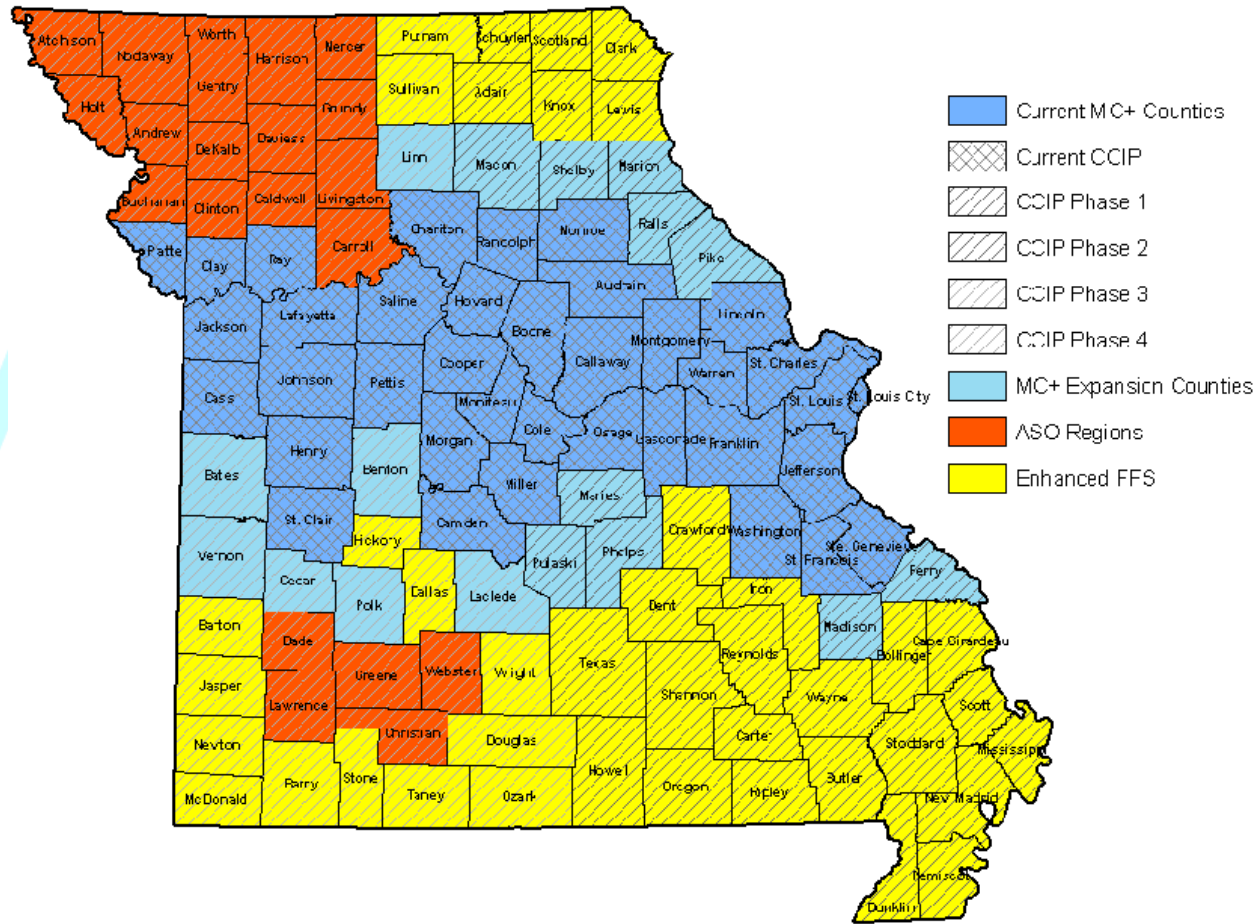 Atchison
Nodaway
Worth
Harrison
Mercer
Putnam
Schuyler
Scotland
Clark
Gentry
Sullivan
Adair
Knox
Lewis
Holt
Andrew
DeKalb
Daviess
Grundy
Linn
Macon
Shelby
Marion
Buchanan
Clinton
Caldwell
Livingston
Chariton
Randolph
Monroe
Ralls
Pike
Platte
Clay
Ray
Carroll
Audrain
Saline
Howard
Boone
Lincoln
Jackson
Lafayette
Callaway
Montgomery
Warren
St. Charles
Cooper
Johnson
Pettis
Cass
St. Louis
St. Louis City
Moniteau
Cole
Osage
Gasconade
Franklin
Morgan
Henry
Benton
Miller
Jefferson
Bates
Maries
St. Clair
Camden
Crawford
Washington
Hickory
Vernon
Pulaski
Phelps
St Francois
Ste. Genevieve
Perry
Cedar
Polk
Dallas
Laclede
Dent
Iron
Madison
Barton
Dade
Bollinger
Cape Girardeau
Greene
Webster
Wright
Texas
Reynolds
Jasper
Lawrence
Shannon
Wayne
Scott
Christian
Douglas
Carter
Stoddard
Mississippi
Newton
Barry
Stone
Taney
Ozark
Howell
Oregon
Ripley
Butler
New Madrid
McDonald
Pemiscot
Dunklin
Current MC+ Counties
Current CCIP
CCIP Phase 1
CCIP Phase 2
CCIP Phase 3
CCIP Phase 4
MC+ Expansion Counties
ASO Regions
Enhanced FFS